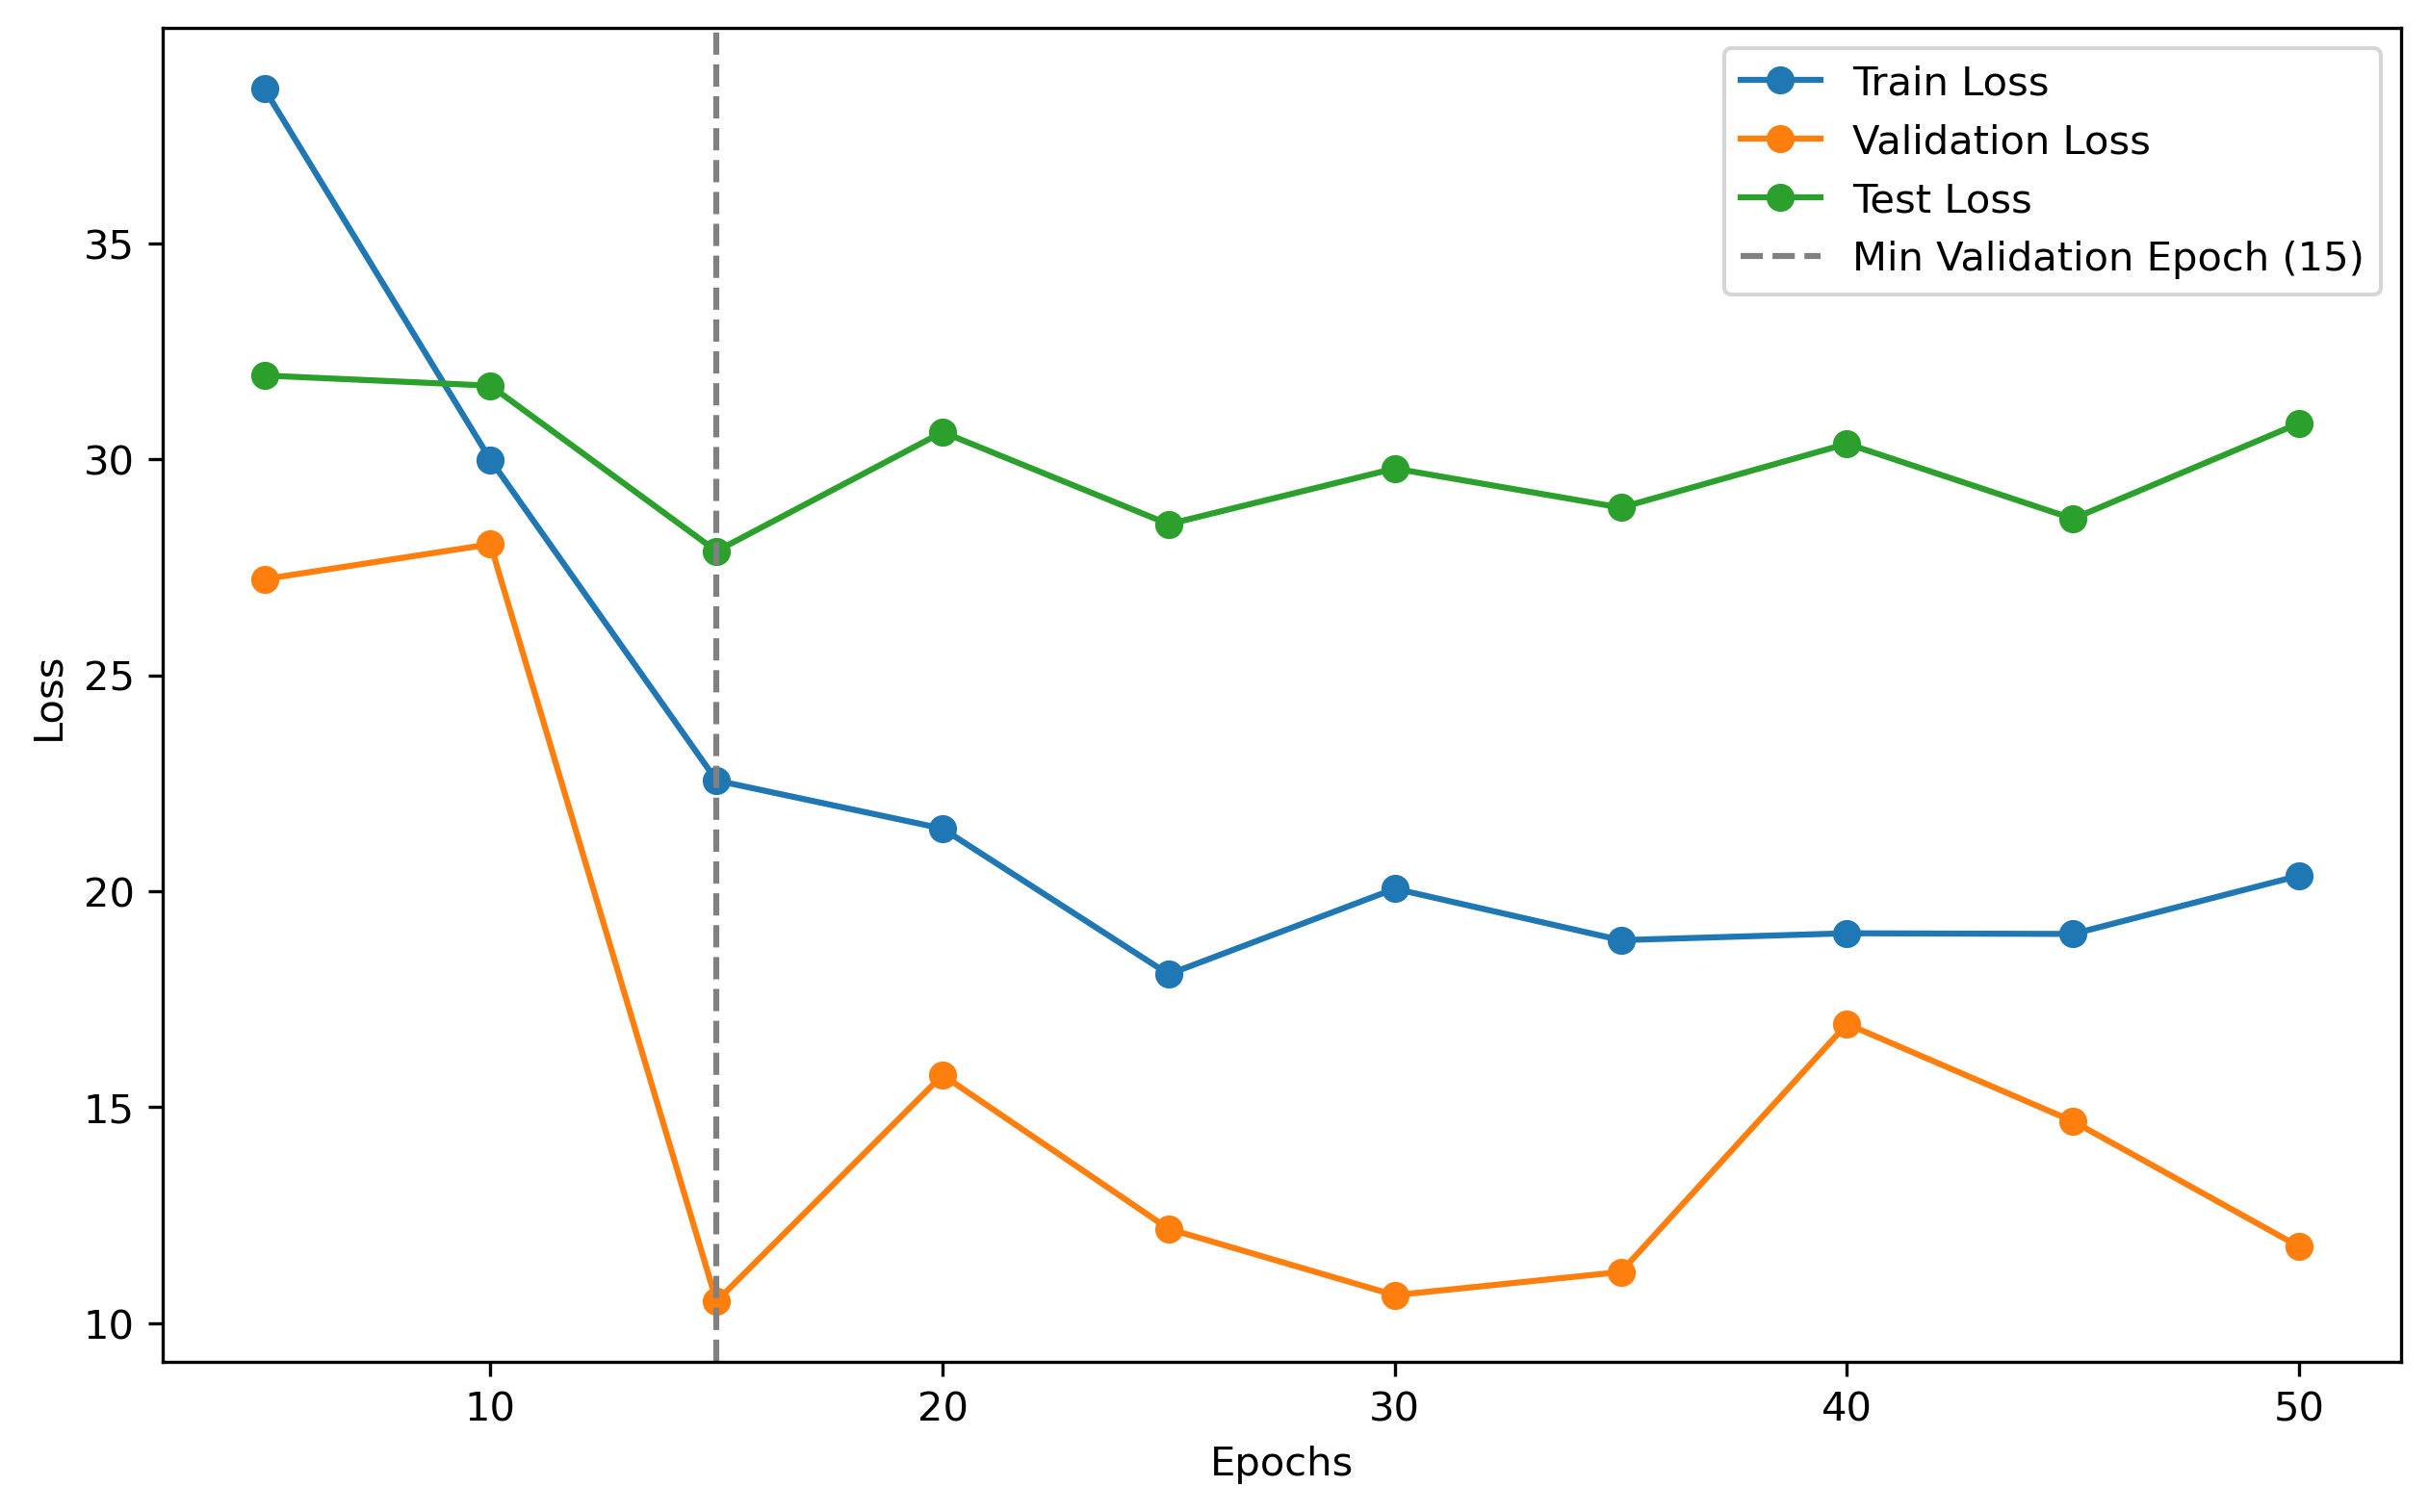 Train Loss
Validation Loss
Test Loss
Min Validation Epoch (15)
35
30
25
20
15
10
Loss
10 20 30 40 50
Epochs